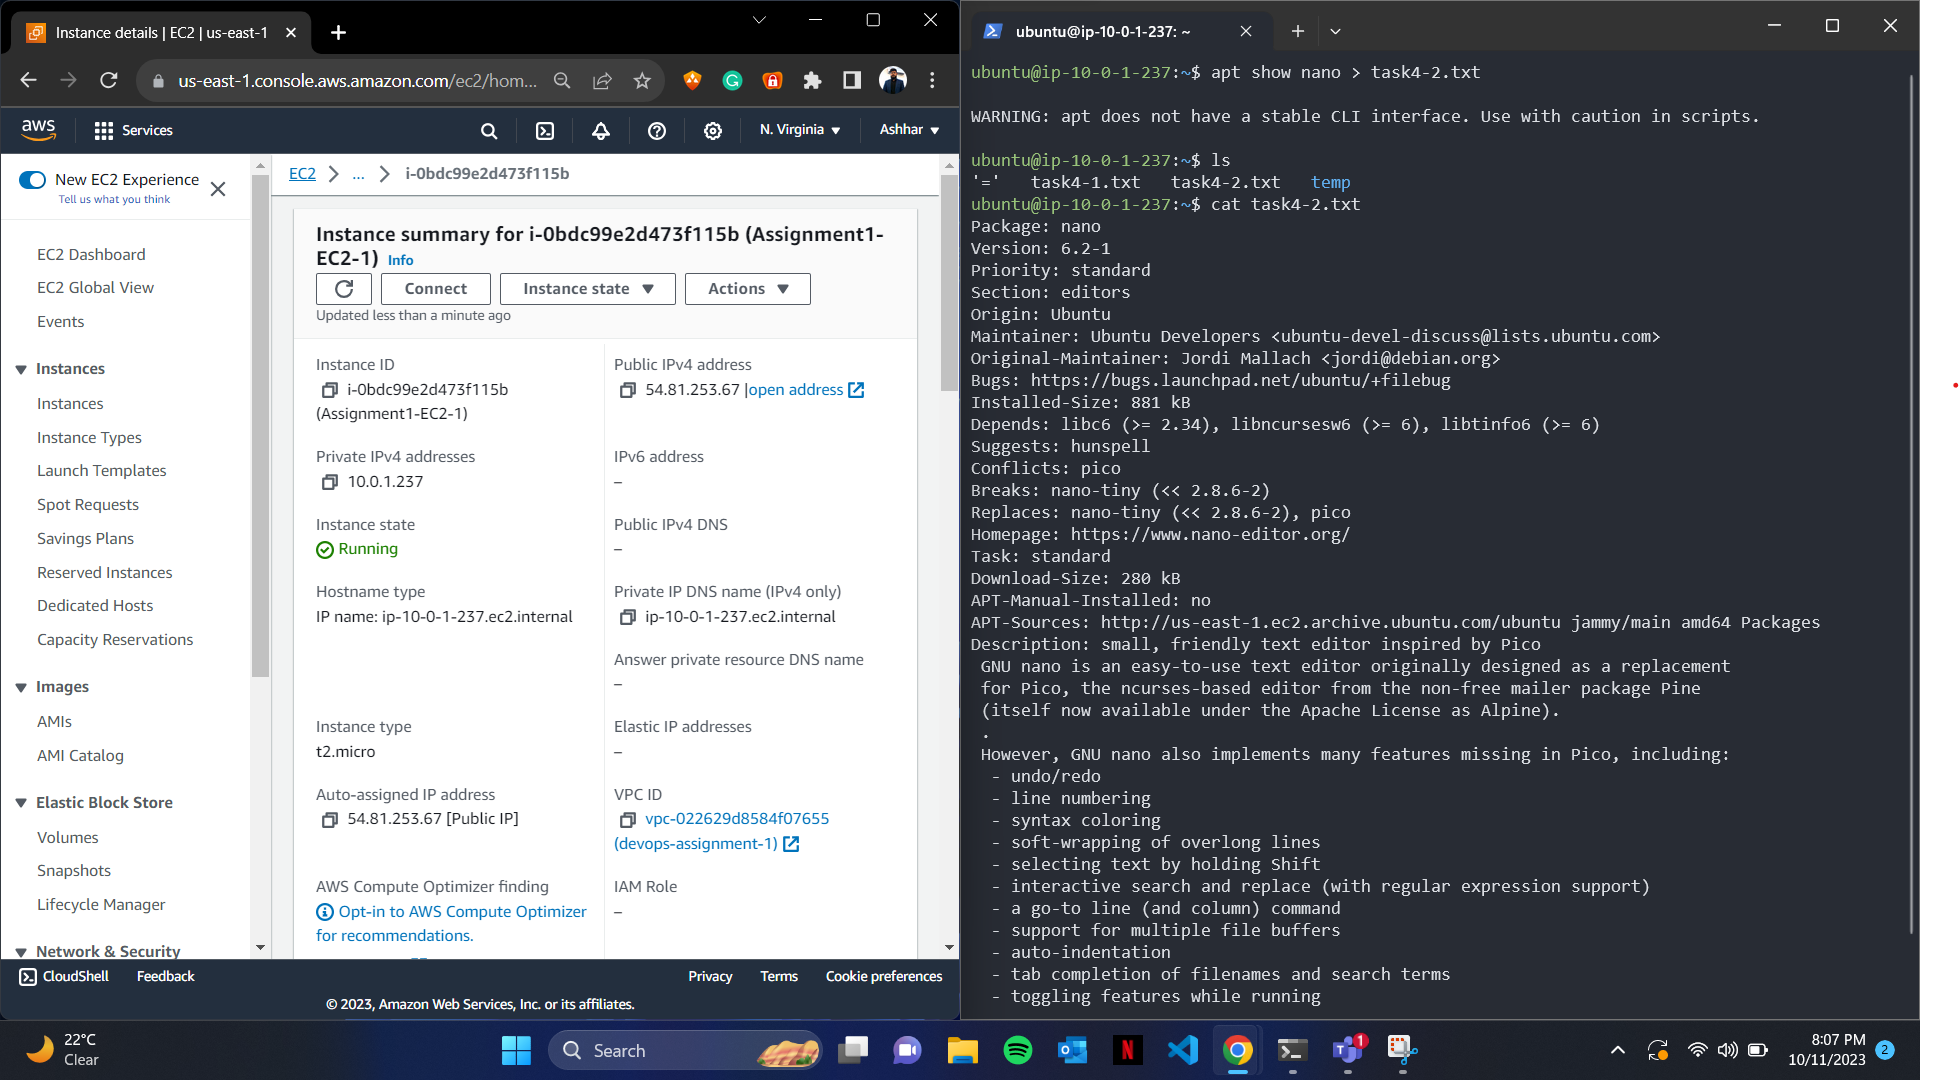 Instance details | EC2 | us-east-1
us-east-1.console.aws.amazon.com/ec2/hom...
aws
Services
N. Virginia
Ashhar
New EC2 Experience
Tell us what you think
EC2 Dashboard
EC2 Global View
Events
Instances
Instances
Instance Types
Launch Templates
Spot Requests
Savings Plans
Reserved Instances
Dedicated Hosts
Capacity Reservations
Images
AMIs
AMI Catalog
Elastic Block Store
Volumes
Snapshots
Lifecycle Manager
Network & Security
EC2 > ... > i-0bdc99e2d473f115b
Instance summary for i-0bdc99e2d473f115b (Assignment1-
EC2-1) Info
Connect
Instance state
Actions
Updated less than a minute ago
Instance ID
i-0bdc99e2d473f115b
(Assignment1-EC2-1)
Public IPv4 address
54.81.253.67 |open address
Private IPv4 addresses
10.0.1.237
IPv6 address
–
Instance state
Running
Public IPv4 DNS
–
Hostname type
IP name: ip-10-0-1-237.ec2.internal
Private IP DNS name (IPv4 only)
ip-10-0-1-237.ec2.internal
Answer private resource DNS name
–
Instance type
t2.micro
Elastic IP addresses
–
Auto-assigned IP address
54.81.253.67 [Public IP]
VPC ID
vpc-022629d8584f07655
(devops-assignment-1)
AWS Compute Optimizer finding
Opt-in to AWS Compute Optimizer
for recommendations.
IAM Role
–
CloudShell
Feedback
Privacy
Terms
Cookie preferences
© 2023, Amazon Web Services, Inc. or its affiliates.
ubuntu@ip-10-0-1-237: ~
ubuntu@ip-10-0-1-237:~$ apt show nano > task4-2.txt
WARNING: apt does not have a stable CLI interface. Use with caution in scripts.
ubuntu@ip-10-0-1-237:~$ ls
'='   task4-1.txt   task4-2.txt   temp
ubuntu@ip-10-0-1-237:~$ cat task4-2.txt
Package: nano
Version: 6.2-1
Priority: standard
Section: editors
Origin: Ubuntu
Maintainer: Ubuntu Developers <ubuntu-devel-discuss@lists.ubuntu.com>
Original-Maintainer: Jordi Mallach <jordi@debian.org>
Bugs: https://bugs.launchpad.net/ubuntu/+filebug
Installed-Size: 881 kB
Depends: libc6 (>= 2.34), libncursesw6 (>= 6), libtinfo6 (>= 6)
Suggests: hunspell
Conflicts: pico
Breaks: nano-tiny (<< 2.8.6-2)
Replaces: nano-tiny (<< 2.8.6-2), pico
Homepage: https://www.nano-editor.org/
Task: standard
Download-Size: 280 kB
APT-Manual-Installed: no
APT-Sources: http://us-east-1.ec2.archive.ubuntu.com/ubuntu jammy/main amd64 Packages
Description: small, friendly text editor inspired by Pico
GNU nano is an easy-to-use text editor originally designed as a replacement
for Pico, the ncurses-based editor from the non-free mailer package Pine
(itself now available under the Apache License as Alpine).
.
However, GNU nano also implements many features missing in Pico, including:
- undo/redo
- line numbering
- syntax coloring
- soft-wrapping of overlong lines
- selecting text by holding Shift
- interactive search and replace (with regular expression support)
- a go-to line (and column) command
- support for multiple file buffers
- auto-indentation
- tab completion of filenames and search terms
- toggling features while running
22°C
Clear
Search
N
1
8:07 PM
10/11/2023
2